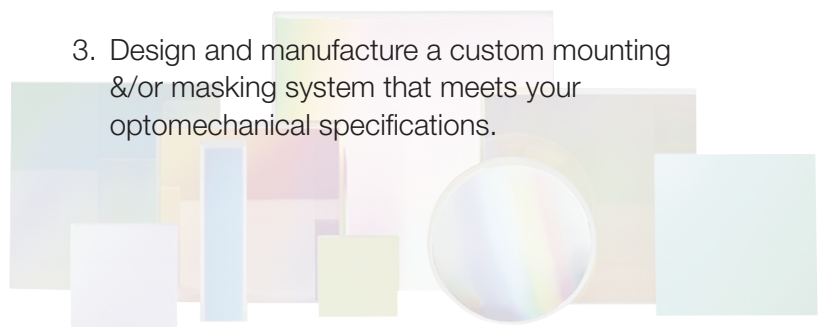 3. Design and manufacture a custom mounting
&/or masking system that meets your
optomechanical specifications.